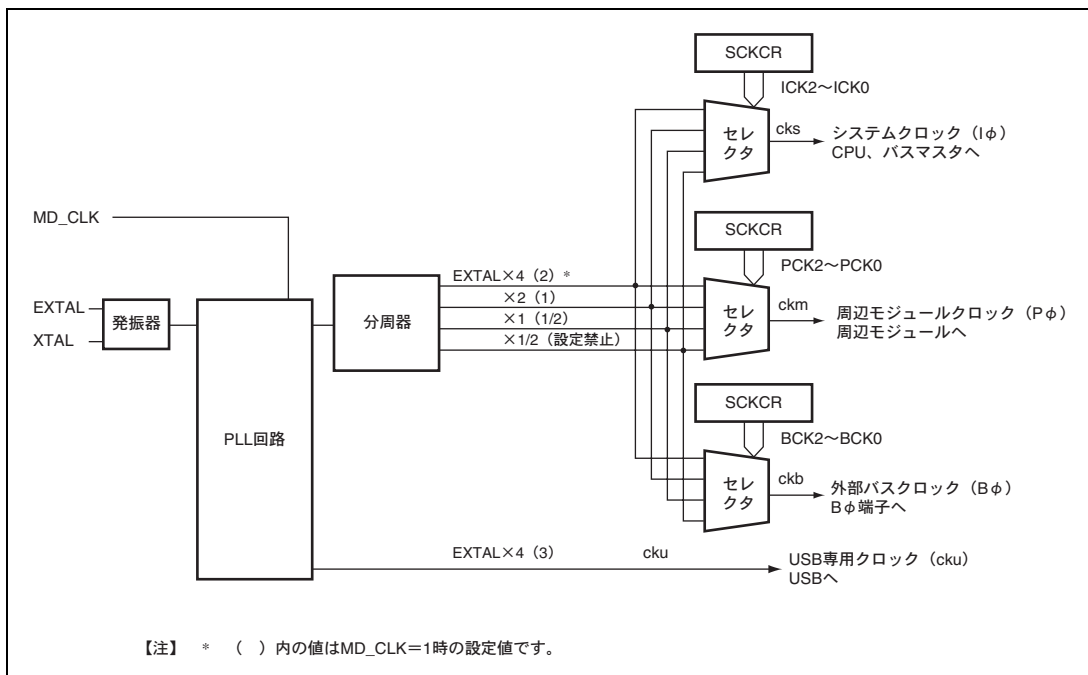 SCKCR
ICK2～ICK0
セレ
クタ
cks
システムクロック（Iφ）
CPU、バスマスタへ
MD_CLK
SCKCR
PCK2～PCK0
EXTAL×4（2）*
×2（1）
×1（1/2）
×1/2（設定禁止）
EXTAL
XTAL
発振器
分周器
セレ
クタ
ckm
周辺モジュールクロック（Pφ）
周辺モジュールへ
SCKCR
BCK2～BCK0
PLL回路
セレ
クタ
ckb
外部バスクロック（Bφ）
Bφ端子へ
EXTAL×4（3）
cku
USB専用クロック（cku）
USBへ
【注】 * （ ）内の値はMD_CLK＝1時の設定値です。